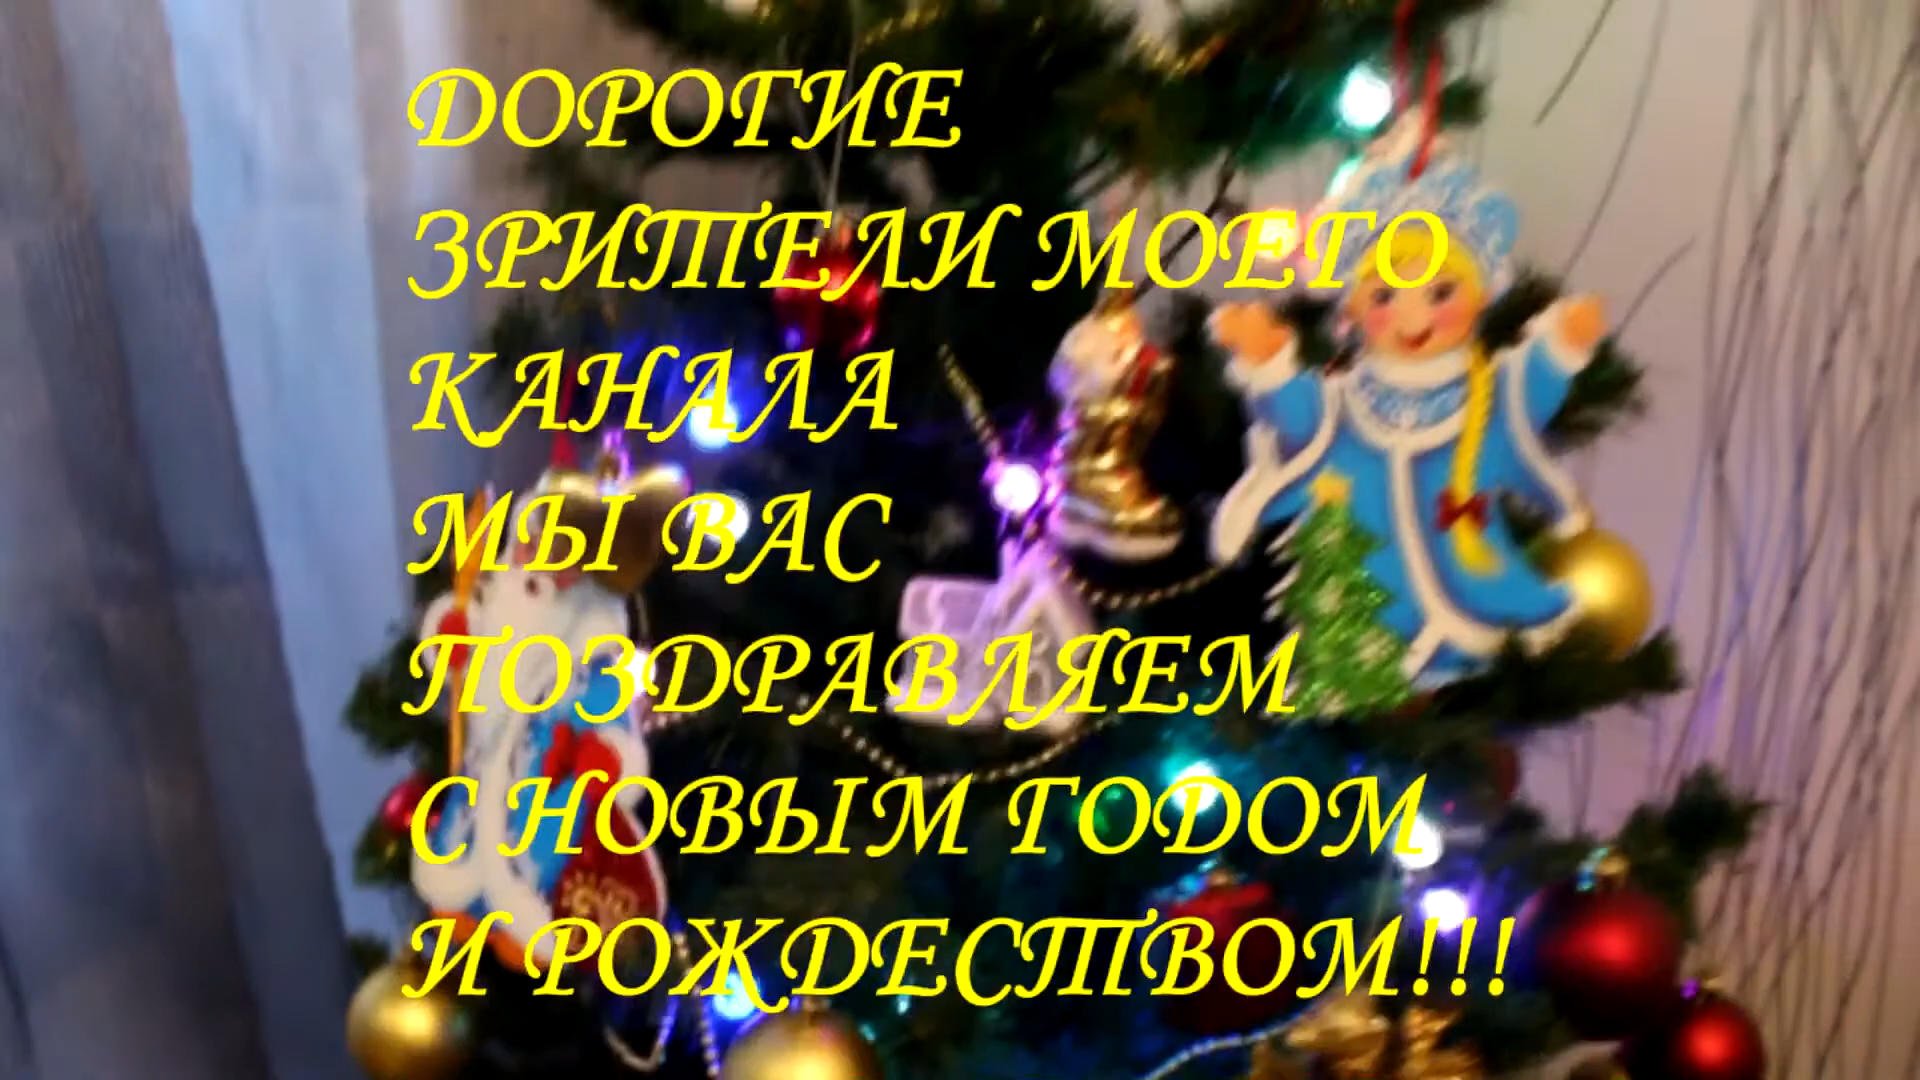 ДОРОГИЕ
ЗРИТЕЛИ МОЕГО
КАНАЛА
МЫ ВАС
ПОЗДРАВЛЯЕМ
С НОВЫМ ГОДОМ
И РОЖДЕСТВОМ!!!